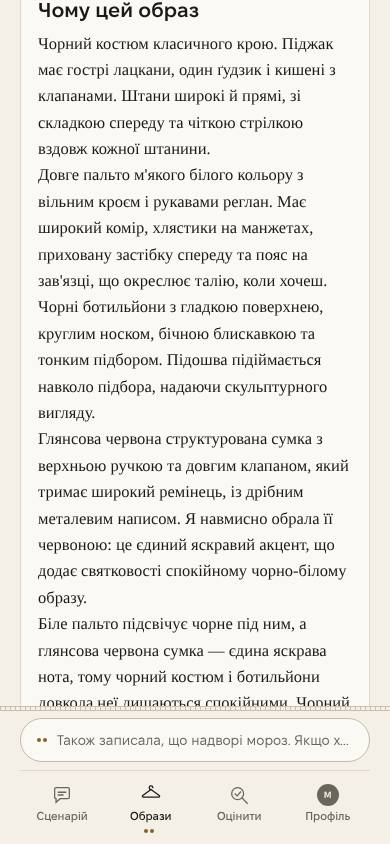 Чому цей образ
Чорний костюм класичного крою. Піджак
має гострі лацкани, один ґудзик і кишені з
клапанами. Штани широкі й прямі, зі
складкою спереду та чіткою стрілкою
вздовж кожної штанини.
Довге пальто м'якого білого кольору з
вільним кроєм і рукавами реглан. Має
широкий комір, хлястики на манжетах,
приховану застібку спереду та пояс на
зав'язці, що окреслює талію, коли хочеш.
Чорні ботильйони з гладкою поверхнею,
круглим носком, бічною блискавкою та
тонким підбором. Підошва підіймається
навколо підбора, надаючи скульптурного
вигляду.
Глянсова червона структурована сумка з
верхньою ручкою та довгим клапаном, який
тримає широкий ремінець, із дрібним
металевим написом. Я навмисно обрала її
червоною: це єдиний яскравий акцент, що
додає святковості спокійному чорно-білому
образу.
Біле пальто підсвічує чорне під ним, а
глянсова червона сумка — єдина яскрава
нота, тому чорний костюм і ботильйони
довкола неї лишаються спокійними. Чорний
Також записала, що надворі мороз. Якщо х…
Сценарій
Образи
Оцінити
М
Профіль